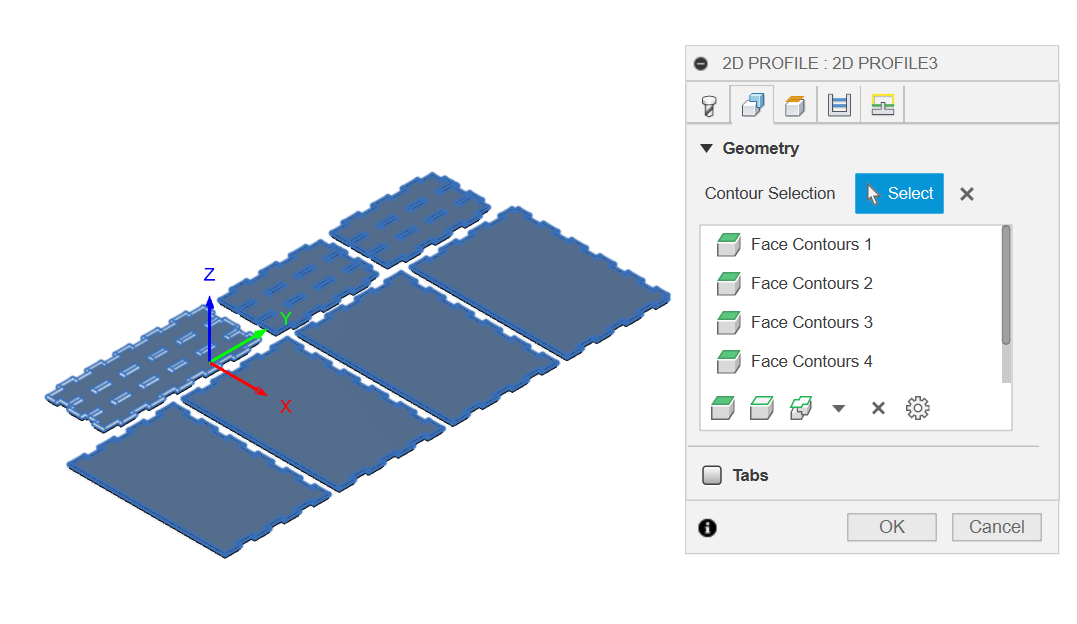 2D PROFILE : 2D PROFILE3
Geometry
Contour Selection Select
Face Contours 1
Face Contours 2
Face Contours 3
Face Contours 4
Tabs
OK Cancel
Z
Y
X